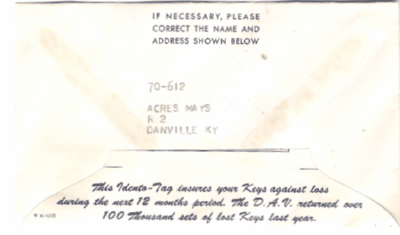 IF NECESSARY, PLEASE
CORRECT THE NAME AND
ADDRESS SHOWN BELOW
70-612
ACRES MAYS
R 2
DANVILLE KY
This Idento-Tag insures your Keys against loss
during the next 12 months period. The D.A.V. returned over
100 Thousand sets of lost Keys last year.